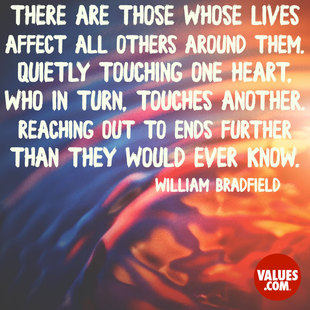 THERE ARE THOSE WHOSE LIVES
AFFECT ALL OTHERS AROUND THEM.
QUIETLY TOUCHING ONE HEART,
WHO IN TURN, TOUCHES ANOTHER.
REACHING OUT TO ENDS FURTHER
THAN THEY WOULD EVER KNOW.
WILLIAM BRADFIELD
VALUES
.COM